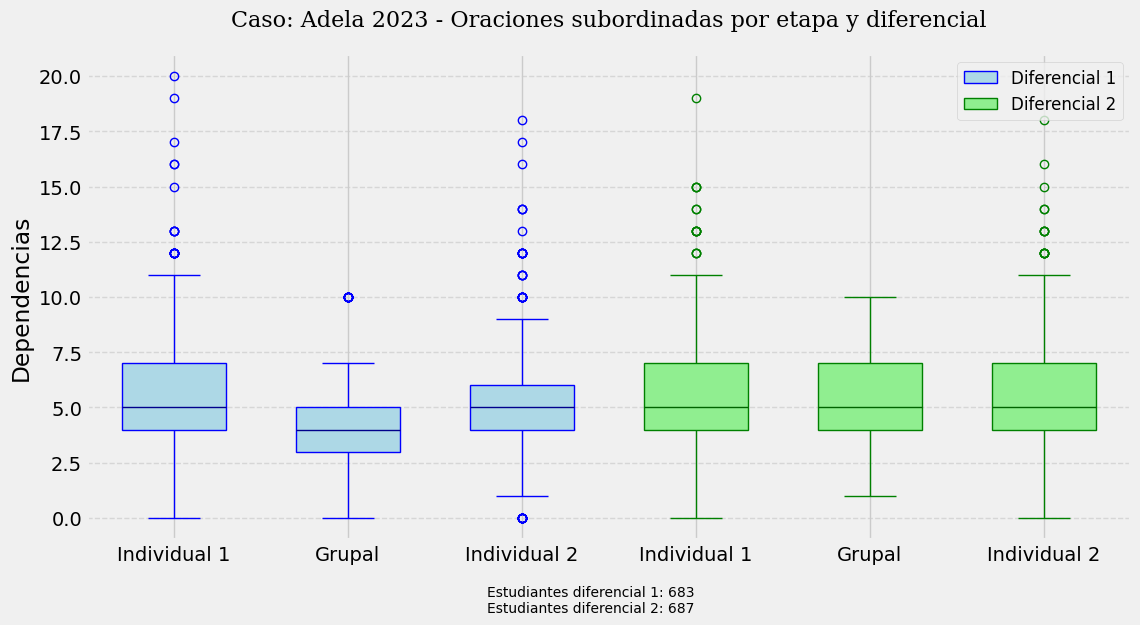 Caso: Adela 2023 - Oraciones subordinadas por etapa y diferencial
Diferencial 1
Diferencial 2
Dependencias
20.0
17.5
15.0
12.5
10.0
7.5
5.0
2.5
0.0
Individual 1 Grupal Individual 2 Individual 1 Grupal Individual 2
Estudiantes diferencial 1: 683
Estudiantes diferencial 2: 687